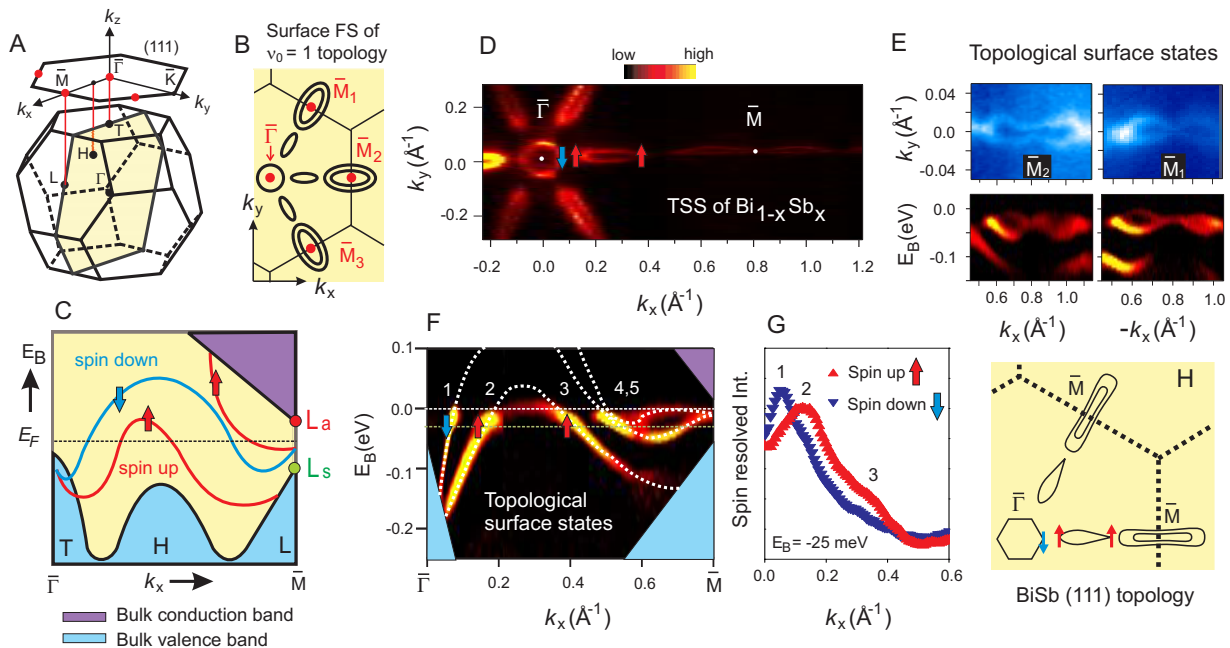 A
k_z
(111)
M̄
Γ̄
K̄
k_x
k_y
T
H
L
Γ
B
Surface FS of
ν₀ = 1 topology
M̄₁
Γ̄
M̄₂
k_y
M̄₃
k_x
C
E_B
spin down
E_F
spin up
L_a
L_s
T
H
L
Γ̄
k_x
M̄
Bulk conduction band
Bulk valence band
D
low
high
0.2
0.0
-0.2
k_y(Å⁻¹)
Γ̄
M̄
TSS of Bi₁₋ₓSbₓ
-0.2
0.0
0.2
0.4
0.6
0.8
1.0
1.2
k_x(Å⁻¹)
E
Topological surface states
0.04
0.00
-0.04
k_y(Å⁻¹)
M̄₂
M̄₁
0.0
-0.1
E_B(eV)
0.6
0.8
1.0
0.6
0.8
1.0
k_x(Å⁻¹)
-k_x(Å⁻¹)
F
0.1
0.0
-0.1
-0.2
E_B(eV)
1
2
3
4,5
Topological
surface states
Γ̄
0.2
0.4
0.6
M̄
k_x(Å⁻¹)
G
Spin resolved Int.
1
2
3
Spin up
Spin down
E_B= -25 meV
0.0
0.2
0.4
0.6
k_x(Å⁻¹)
H
M̄
Γ̄
M̄
BiSb (111) topology